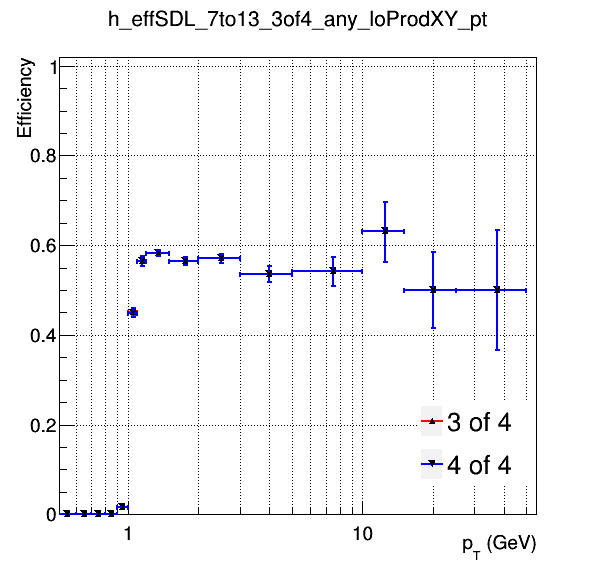 h_effSDL_7to13_3of4_any_loProdXY_pt
Efficiency
1
0.8
0.6
0.4
0.2
0
3 of 4
4 of 4
1
10
p_T (GeV)